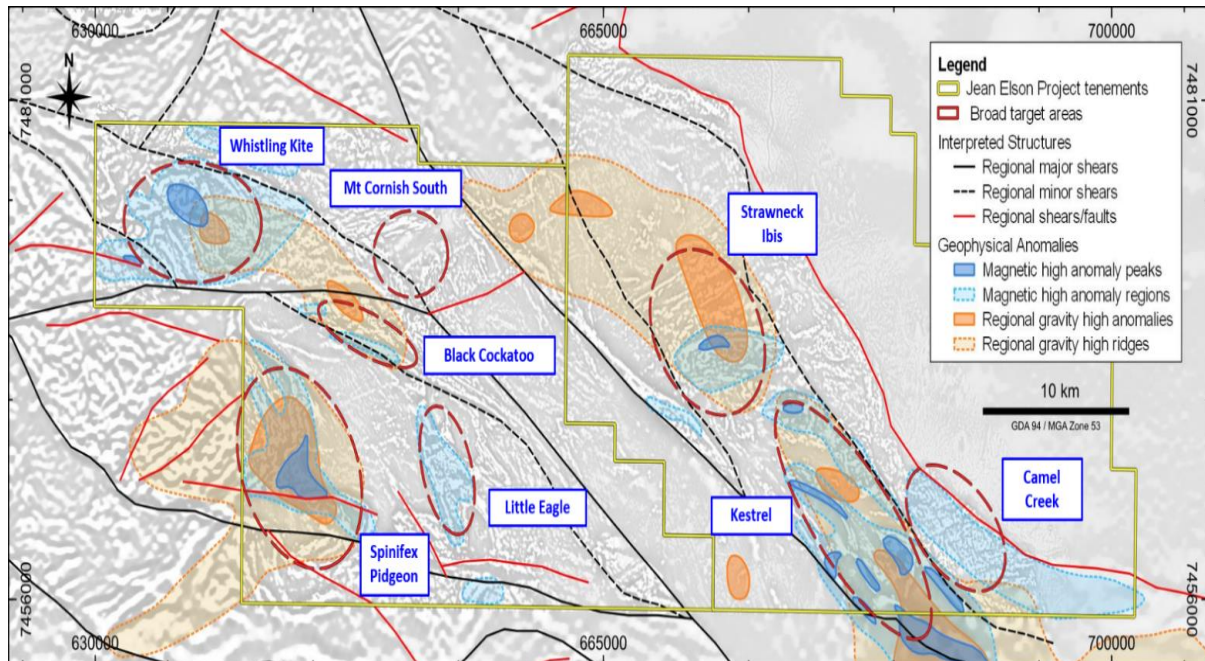 630000
665000
700000
N
7481000
7481000
Whistling Kite
Mt Cornish South
Strawneck
Ibis
Black Cockatoo
Little Eagle
Kestrel
Camel
Creek
Spinifex
Pidgeon
Legend
Jean Elson Project tenements
Broad target areas
Interpreted Structures
Regional major shears
Regional minor shears
Regional shears/faults
Geophysical Anomalies
Magnetic high anomaly peaks
Magnetic high anomaly regions
Regional gravity high anomalies
Regional gravity high ridges
10 km
GDA 94 / MGA Zone 53
7456000
7456000
630000
665000
700000